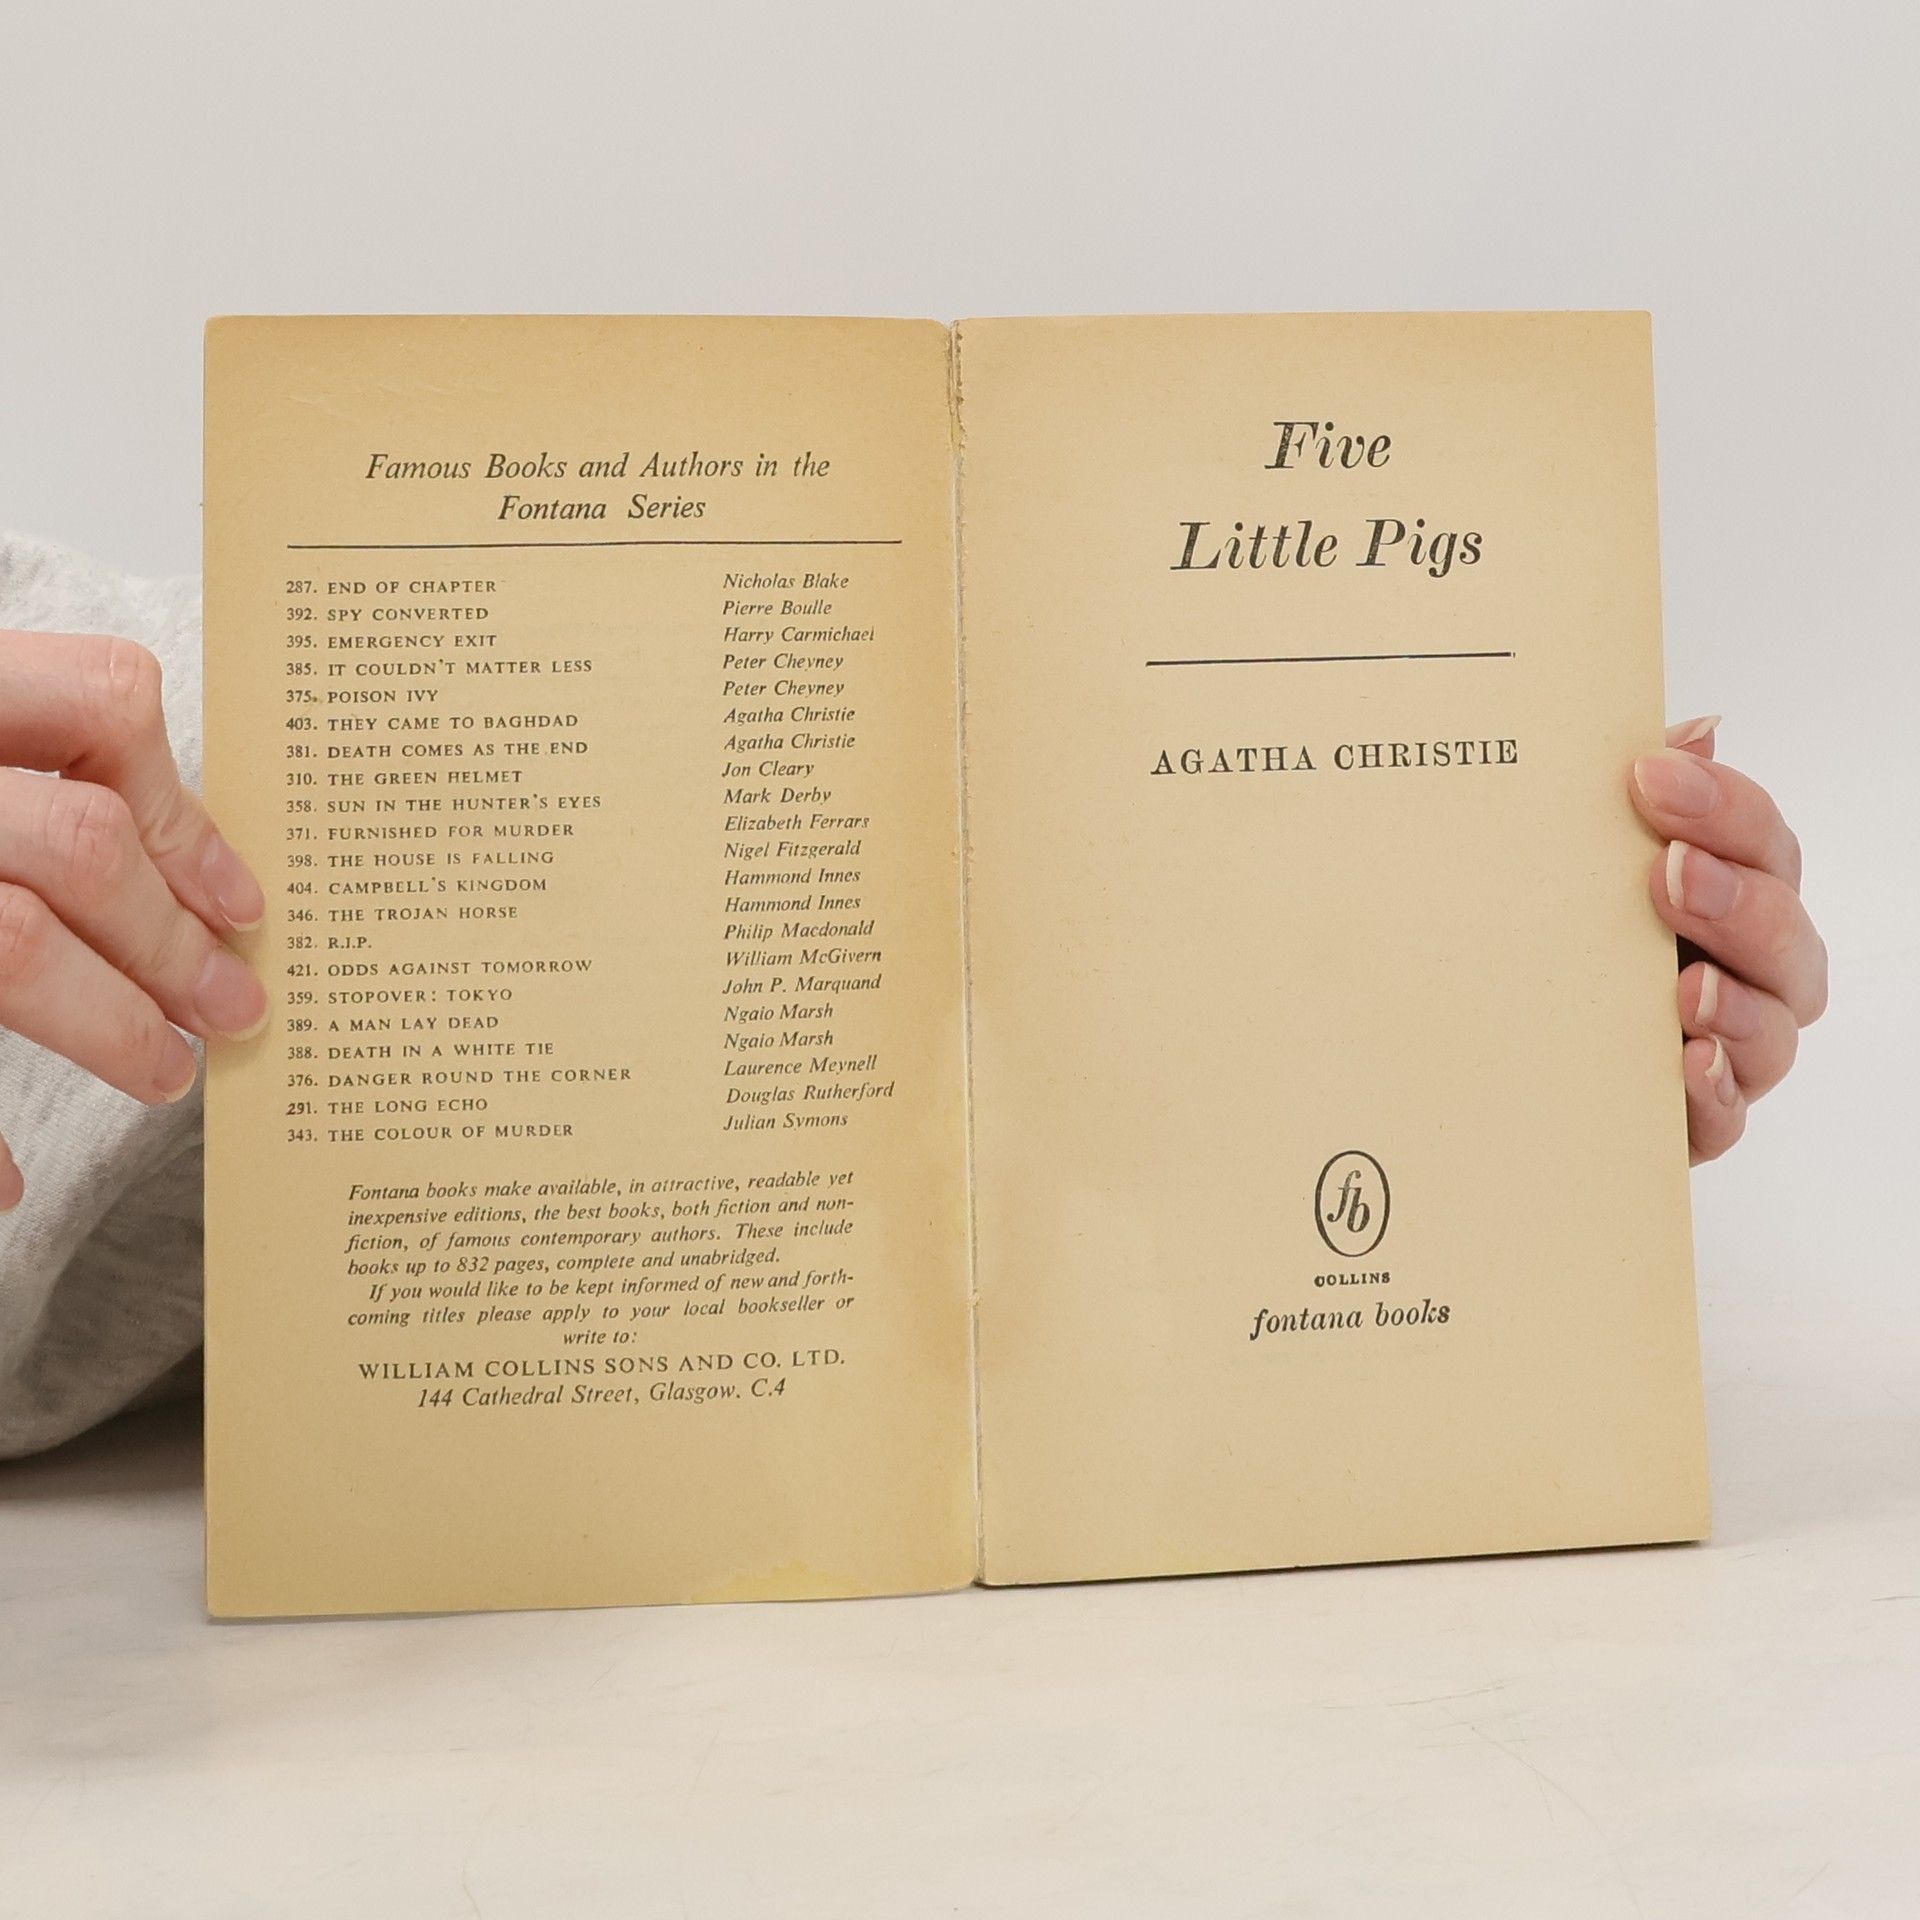 Famous Books and Authors in the
Fontana Series
287. END OF CHAPTER Nicholas Blake
392. SPY CONVERTED Pierre Boulle
395. EMERGENCY EXIT Harry Carmichael
385. IT COULDN'T MATTER LESS Peter Cheyney
375. POISON IVY Peter Cheyney
403. THEY CAME TO BAGHDAD Agatha Christie
381. DEATH COMES AS THE END Agatha Christie
310. THE GREEN HELMET Jon Cleary
358. SUN IN THE HUNTER'S EYES Mark Derby
371. FURNISHED FOR MURDER Elizabeth Ferrars
398. THE HOUSE IS FALLING Nigel Fitzgerald
404. CAMPBELL'S KINGDOM Hammond Innes
346. THE TROJAN HORSE Hammond Innes
382. R.I.P. Philip Macdonald
421. ODDS AGAINST TOMORROW William McGivern
359. STOPOVER: TOKYO John P. Marquand
389. A MAN LAY DEAD Ngaio Marsh
388. DEATH IN A WHITE TIE Ngaio Marsh
376. DANGER ROUND THE CORNER Laurence Meynell
291. THE LONG ECHO Douglas Rutherford
343. THE COLOUR OF MURDER Julian Symons
Fontana books make available, in attractive, readable yet
inexpensive editions, the best books, both fiction and non-
fiction, of famous contemporary authors. These include
books up to 832 pages, complete and unabridged.
If you would like to be kept informed of new and forth-
coming titles please apply to your local bookseller or
write to:
WILLIAM COLLINS SONS AND CO. LTD.
144 Cathedral Street, Glasgow. C.4
Five
Little Pigs
AGATHA CHRISTIE
fb
COLLINS
fontana books